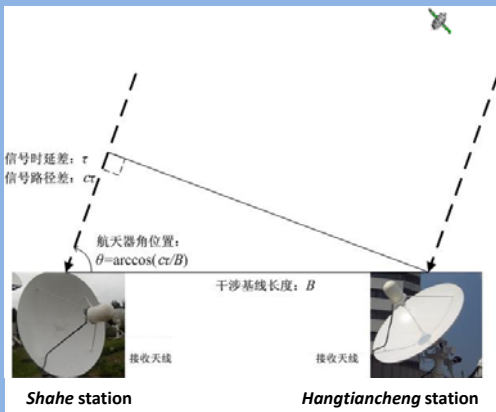 信号时延差：τ
信号路径差：cτ
航天器角位置：
θ=arccos(cτ/B)
干涉基线长度：B
接收天线
接收天线
Shahe station
Hangtiancheng station